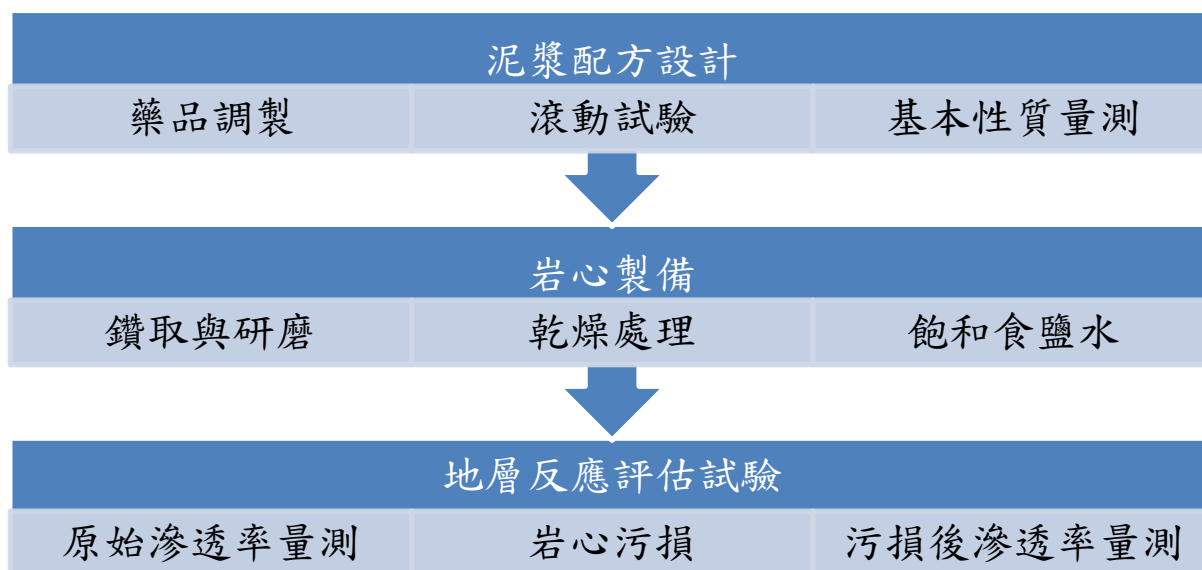 泥漿配方設計
藥品調製 滾動試驗 基本性質量測
岩心製備
鑽取與研磨 乾燥處理 飽和食鹽水
地層反應評估試驗
原始滲透率量測 岩心污損 污損後滲透率量測